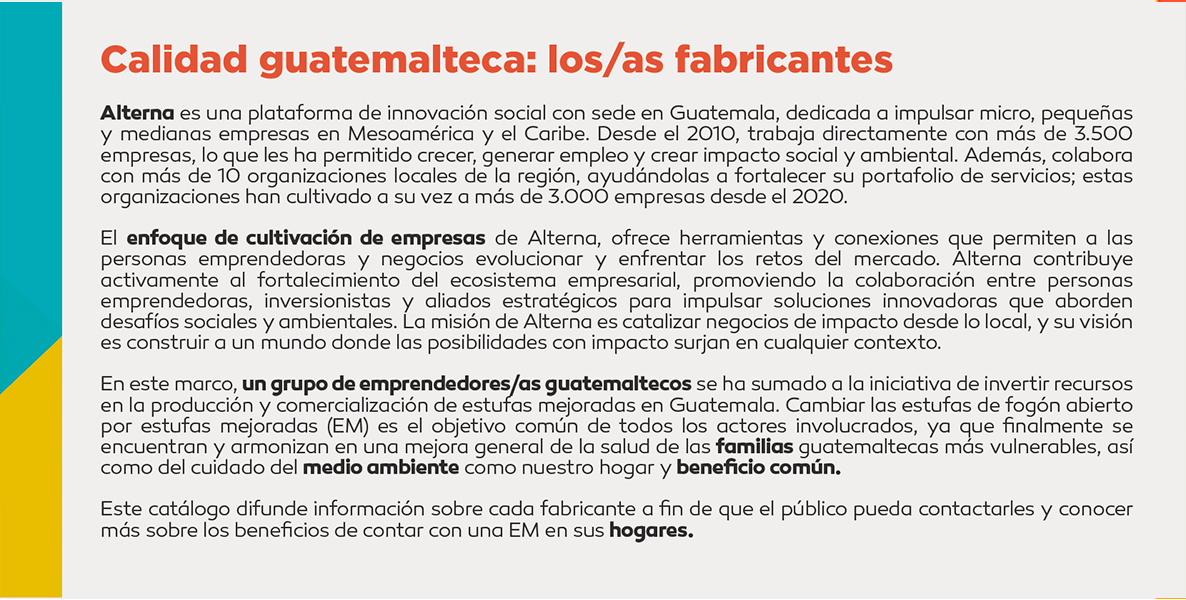 Calidad guatemalteca: los/as fabricantes
Alterna es una plataforma de innovación social con sede en Guatemala, dedicada a impulsar micro, pequeñas
y medianas empresas en Mesoamérica y el Caribe. Desde el 2010, trabaja directamente con más de 3.500
empresas, lo que les ha permitido crecer, generar empleo y crear impacto social y ambiental. Además, colabora
con más de 10 organizaciones locales de la región, ayudándolas a fortalecer su portafolio de servicios; estas
organizaciones han cultivado a su vez a más de 3.000 empresas desde el 2020.
El enfoque de cultivación de empresas de Alterna, ofrece herramientas y conexiones que permiten a las
personas emprendedoras y negocios evolucionar y enfrentar los retos del mercado. Alterna contribuye
activamente al fortalecimiento del ecosistema empresarial, promoviendo la colaboración entre personas
emprendedoras, inversionistas y aliados estratégicos para impulsar soluciones innovadoras que aborden
desafíos sociales y ambientales. La misión de Alterna es catalizar negocios de impacto desde lo local, y su visión
es construir a un mundo donde las posibilidades con impacto surjan en cualquier contexto.
En este marco, un grupo de emprendedores/as guatemaltecos se ha sumado a la iniciativa de invertir recursos
en la producción y comercialización de estufas mejoradas en Guatemala. Cambiar las estufas de fogón abierto
por estufas mejoradas (EM) es el objetivo común de todos los actores involucrados, ya que finalmente se
encuentran y armonizan en una mejora general de la salud de las familias guatemaltecas más vulnerables, así
como del cuidado del medio ambiente como nuestro hogar y beneficio común.
Este catálogo difunde información sobre cada fabricante a fin de que el público pueda contactarles y conocer
más sobre los beneficios de contar con una EM en sus hogares.